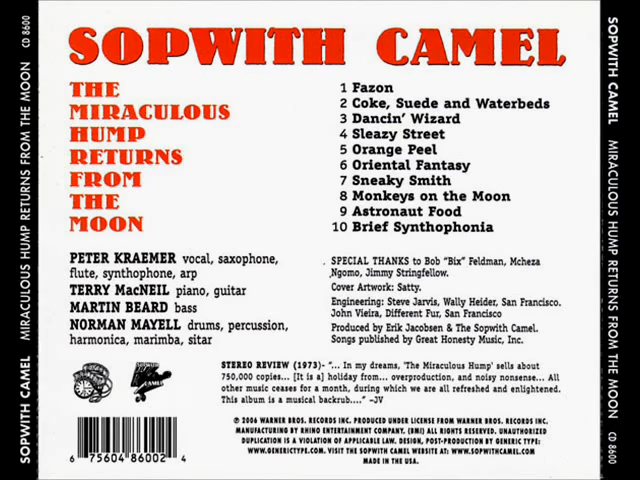 SOPWITH CAMEL
THE
MIRACULOUS
HUMP
RETURNS
FROM
THE
MOON
1 Fazon
2 Coke, Suede and Waterbeds
3 Dancin' Wizard
4 Sleazy Street
5 Orange Peel
6 Oriental Fantasy
7 Sneaky Smith
8 Monkeys on the Moon
9 Astronaut Food
10 Brief Synthophonia
PETER KRAEMER vocal, saxophone,
flute, synthophone, arp
TERRY MacNEIL piano, guitar
MARTIN BEARD bass
NORMAN MAYELL drums, percussion,
harmonica, marimba, sitar
SPECIAL THANKS to Bob "Bix" Feldman, Mcheza
Ngomo, Jimmy Stringfellow.
Cover Artwork: Satty.
Engineering: Steve Jarvis, Wally Heider, San Francisco.
John Vieira, Different Fur, San Francisco
Produced by Erik Jacobsen & The Sopwith Camel.
Songs published by Great Honesty Music, Inc.
STEREO REVIEW (1973)- "... In my dreams, 'The Miraculous Hump' sells about
750,000 copies... [It is a] holiday from... overproduction, and noisy nonsense... All
other music ceases for a month, during which we are all refreshed and enlightened.
This album is a musical backrub...." –JV
℗ 2006 WARNER BROS. RECORDS INC. PRODUCED UNDER LICENSE FROM WARNER BROS. RECORDS INC.
MANUFACTURING BY RHINO ENTERTAINMENT COMPANY. (BMI) ALL RIGHTS RESERVED. UNAUTHORIZED
DUPLICATION IS A VIOLATION OF APPLICABLE LAW. DESIGN, POST-PRODUCTION BY GENERIC TYPE:
WWW.GENERICTYPE.COM. VISIT THE SOPWITH CAMEL WEBSITE AT: WWW.SOPWITHCAMEL.COM
MADE IN THE USA.
6 75604 86002 4
SOPWITH CAMEL MIRACULOUS HUMP RETURNS FROM THE MOON CD 8600
SOPWITH CAMEL MIRACULOUS HUMP RETURNS FROM THE MOON CD 8600